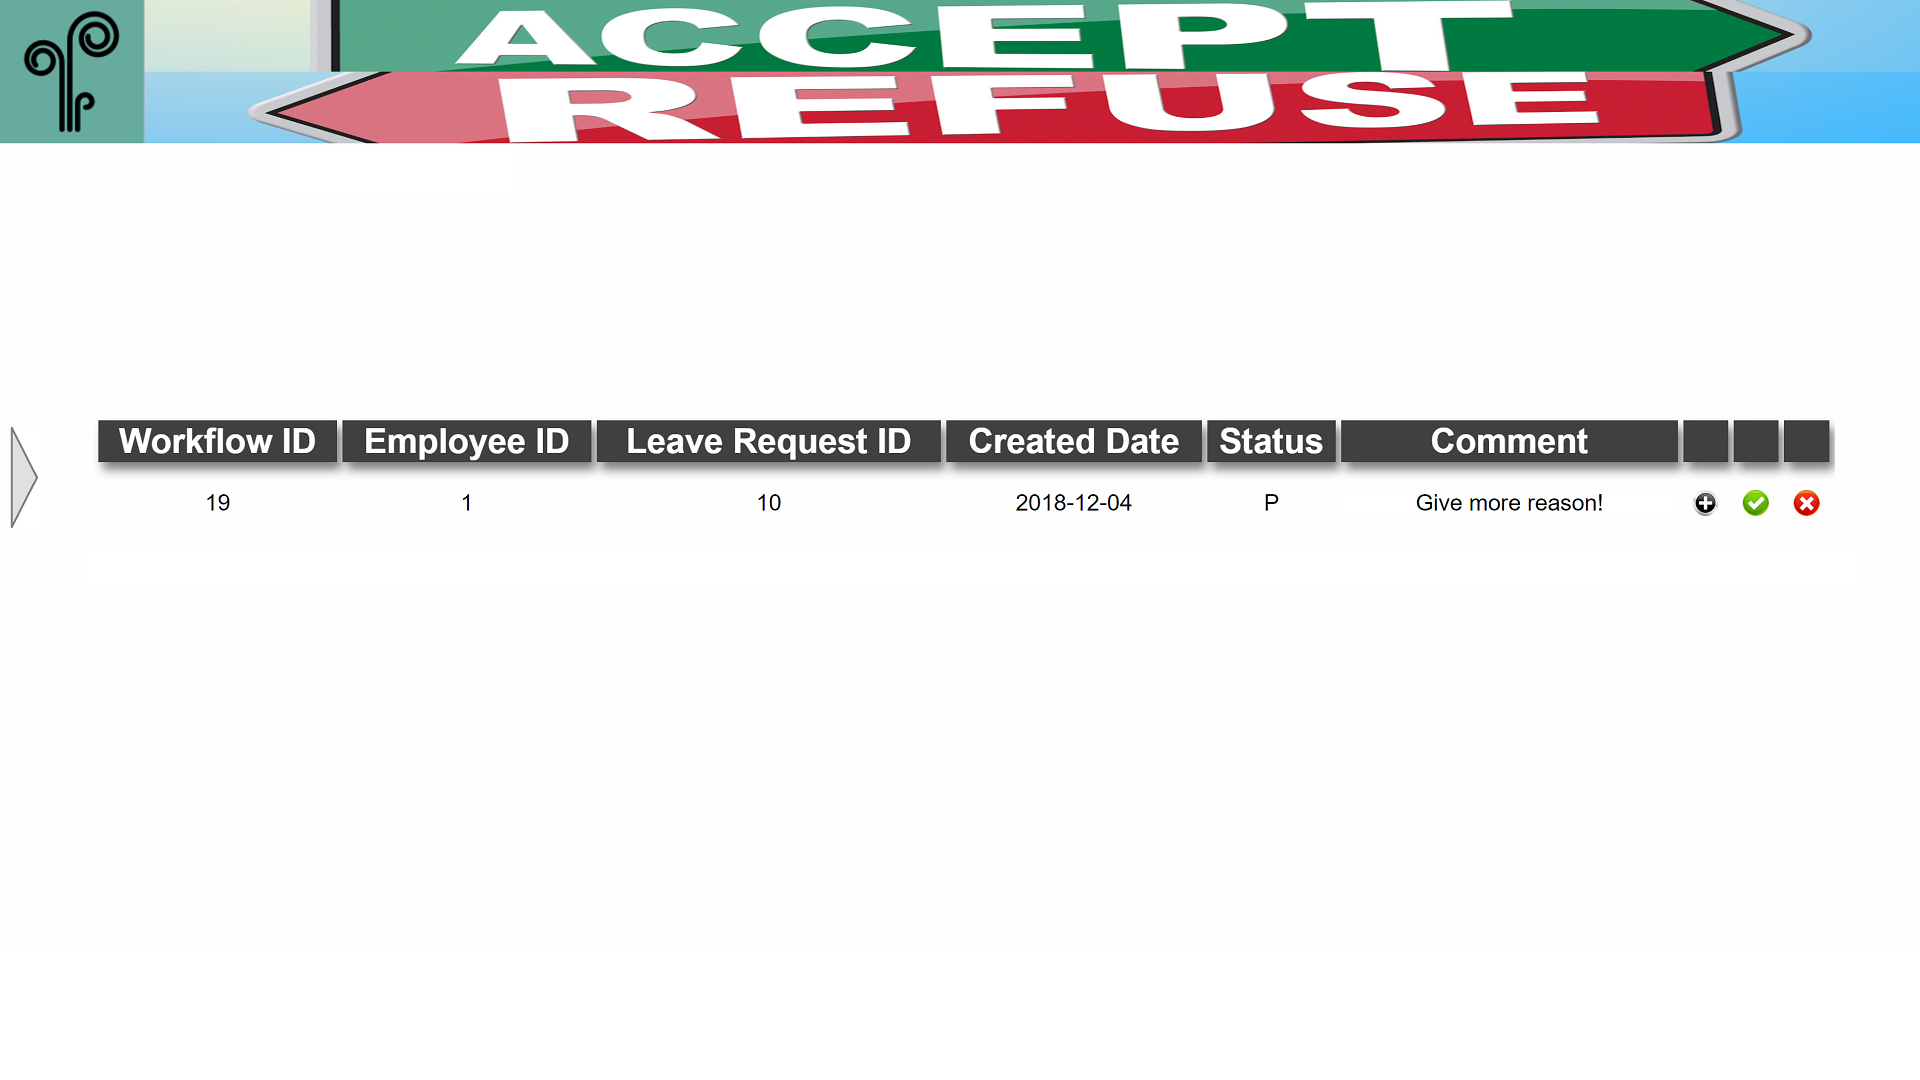 ACCEPT
REFUSE
Workflow ID Employee ID Leave Request ID Created Date Status Comment
19 1 10 2018-12-04 P Give more reason!